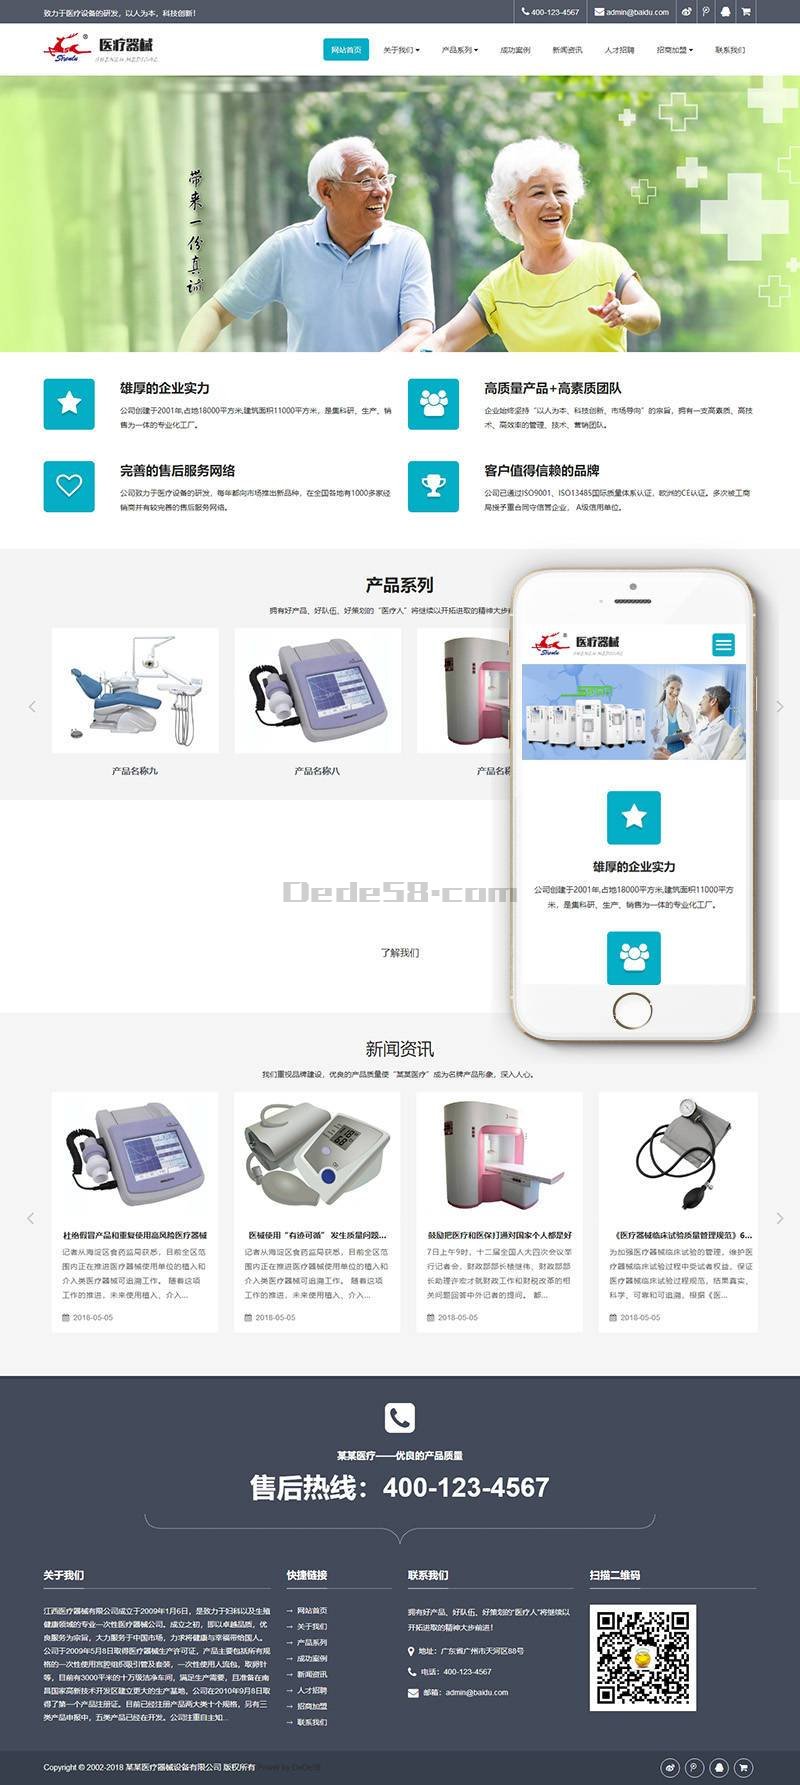 致力于医疗设备的研发，以人为本，科技创新！
400-123-4567
admin@baidu.com
Shenlu
医疗器械
SHENLU MEDICAL
网站首页 关于我们 产品系列 成功案例 新闻资讯 人才招聘 招商加盟 联系我们
带来一份真诚
雄厚的企业实力
公司创建于2001年,占地18000平方米,建筑面积11000平方米，是集科研、生产、销
售为一体的专业化工厂。
高质量产品+高素质团队
企业始终坚持“以人为本、科技创新、市场导向”的宗旨，拥有一支高素质、高技
术、高效率的管理、技术、营销团队。
完善的售后服务网络
公司致力于医疗设备的研发，每年都向市场推出新品种，在全国各地有1000多家经
销商并有较完善的售后服务网络。
客户值得信赖的品牌
公司已通过ISO9001、ISO13485国际质量体系认证，欧洲的CE认证。多次被工商
局授予重合同守信誉企业， A级信用单位。
产品系列
拥有好产品、好队伍、好策划的“医疗人”将继续以开拓进取的精神大步前
产品名称九
产品名称八
产品名称
Shenlu
医疗器械
SHENLU MEDICAL
雄厚的企业实力
公司创建于2001年,占地18000平方米,建筑面积11000平方
米，是集科研、生产、销售为一体的专业化工厂。
Dede58.com
了解我们
新闻资讯
我们重视品牌建设，优良的产品质量使“某某医疗”成为名牌产品形象，深入人心。
杜绝假冒产品和重复使用高风险医疗器械
记者从海淀区食药监局获悉，目前全区范
围内正在推进医疗器械使用单位的植入和
介入类医疗器械可追溯工作。 随着这项
工作的推进，未来使用植入、介入...
2018-05-05
医械使用“有迹可循” 发生质量问题...
记者从海淀区食药监局获悉，目前全区范
围内正在推进医疗器械使用单位的植入和
介入类医疗器械可追溯工作。 随着这项
工作的推进，未来使用植入、介入...
2018-05-05
鼓励把医疗和医保打通对国家个人都是好
7日上午9时，十二届全国人大四次会议举
行记者会，财政部部长楼继伟、财政部部
长助理许宏才就财政工作和财税改革的相
关问题回答中外记者的提问。 都...
2018-05-05
《医疗器械临床试验质量管理规范》6...
为加强医疗器械临床试验的管理，维护医
疗器械临床试验过程中受试者权益，保证
医疗器械临床试验过程规范，结果真实、
科学、可靠和可追溯，根据《医...
2018-05-05
某某医疗——优良的产品质量
售后热线：400-123-4567
关于我们
江西医疗器械有限公司成立于2009年1月6日，是致力于妇科以及生殖
健康领域的专业一次性医疗器械公司。成立之初，即以卓越品质，优
良服务为宗旨，大力服务于中国市场，力求将健康与幸福带给国人。
公司于2009年5月8日取得医疗器械生产许可证，产品主要包括所有规
格的一次性使用宫腔组织吸引管及套装，一次性使用人流包，取卵针
等，目前有3000平米的十万级洁净车间，满足生产需要，且准备在南
昌国家高新技术开发区建立更大的生产基地。公司在2010年9月8日取
得了第一个产品注册证。目前已经注册产品两大类十个规格，另有三
类产品申报中，五类产品已经在开发。公司注重自主知...
快捷链接
网站首页
关于我们
产品系列
成功案例
新闻资讯
人才招聘
招商加盟
联系我们
联系我们
拥有好产品、好队伍、好策划的“医疗人”将继续以
开拓进取的精神大步前进！
地址：广东省广州市天河区88号
电话：400-123-4567
邮箱：admin@baidu.com
扫描二维码
Copyright © 2002-2018 某某医疗器械设备有限公司 版权所有 Power by DeDe58